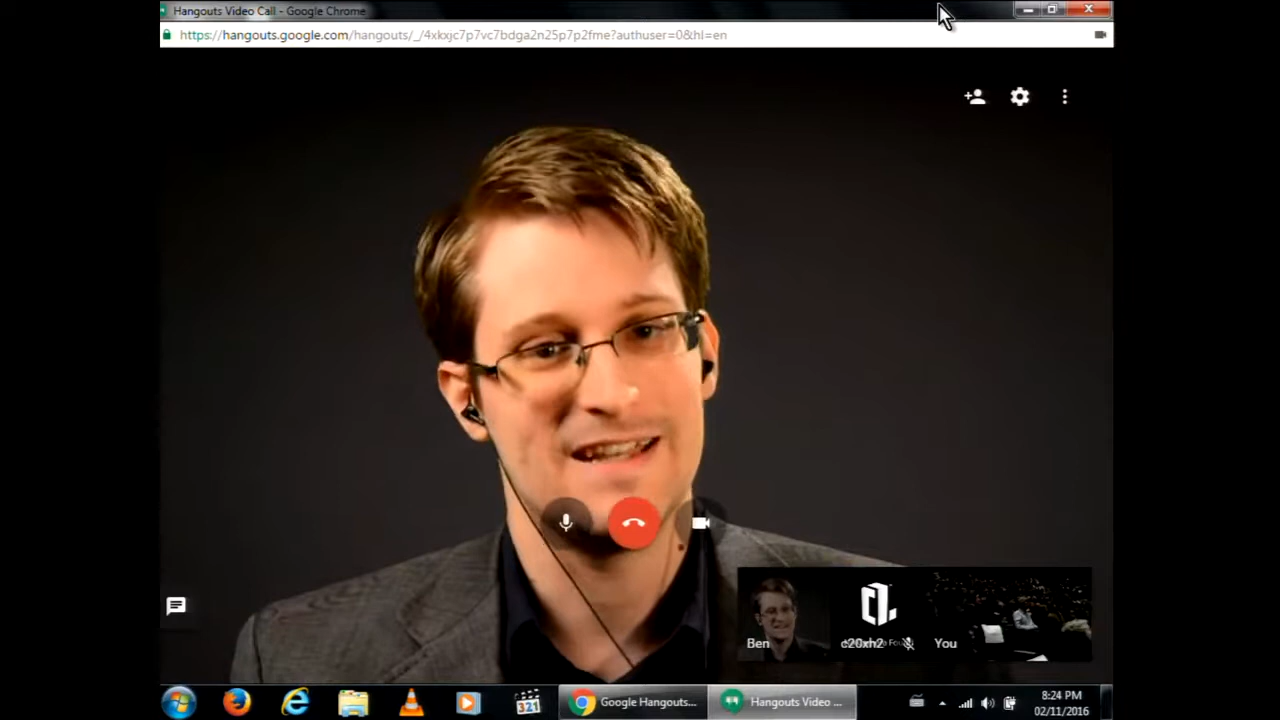 Hangouts Video Call - Google Chrome
https://hangouts.google.com/hangouts/_/4xkxjc7p7vc7bdga2n25p7p2fme?authuser=0&hl=en
Ben
c20xh2
You
321
Google Hangouts...
Hangouts Video ...
8:24 PM
02/11/2016